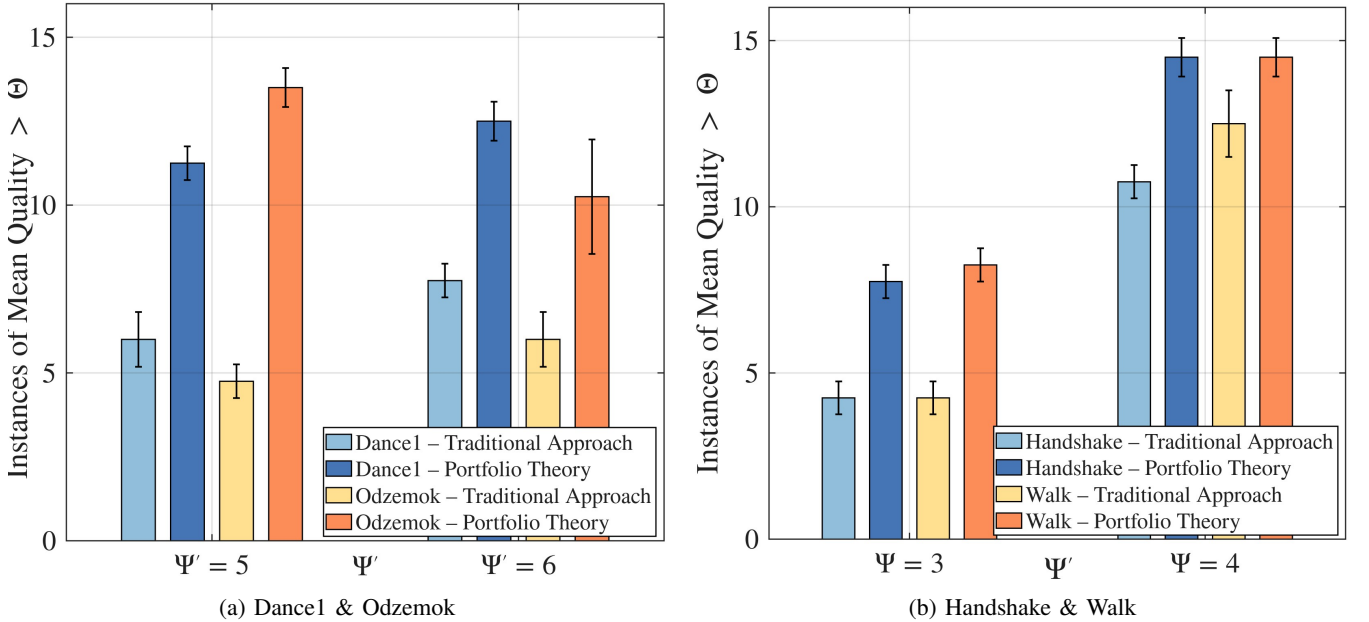 Instances of Mean Quality > Θ
15
10
5
0
Dance1 – Traditional Approach
Dance1 – Portfolio Theory
Odzemok – Traditional Approach
Odzemok – Portfolio Theory
Ψ′ = 5
Ψ′
Ψ′ = 6
(a) Dance1 & Odzemok
Instances of Mean Quality > Θ
15
10
5
0
Handshake – Traditional Approach
Handshake – Portfolio Theory
Walk – Traditional Approach
Walk – Portfolio Theory
Ψ = 3
Ψ′
Ψ = 4
(b) Handshake & Walk